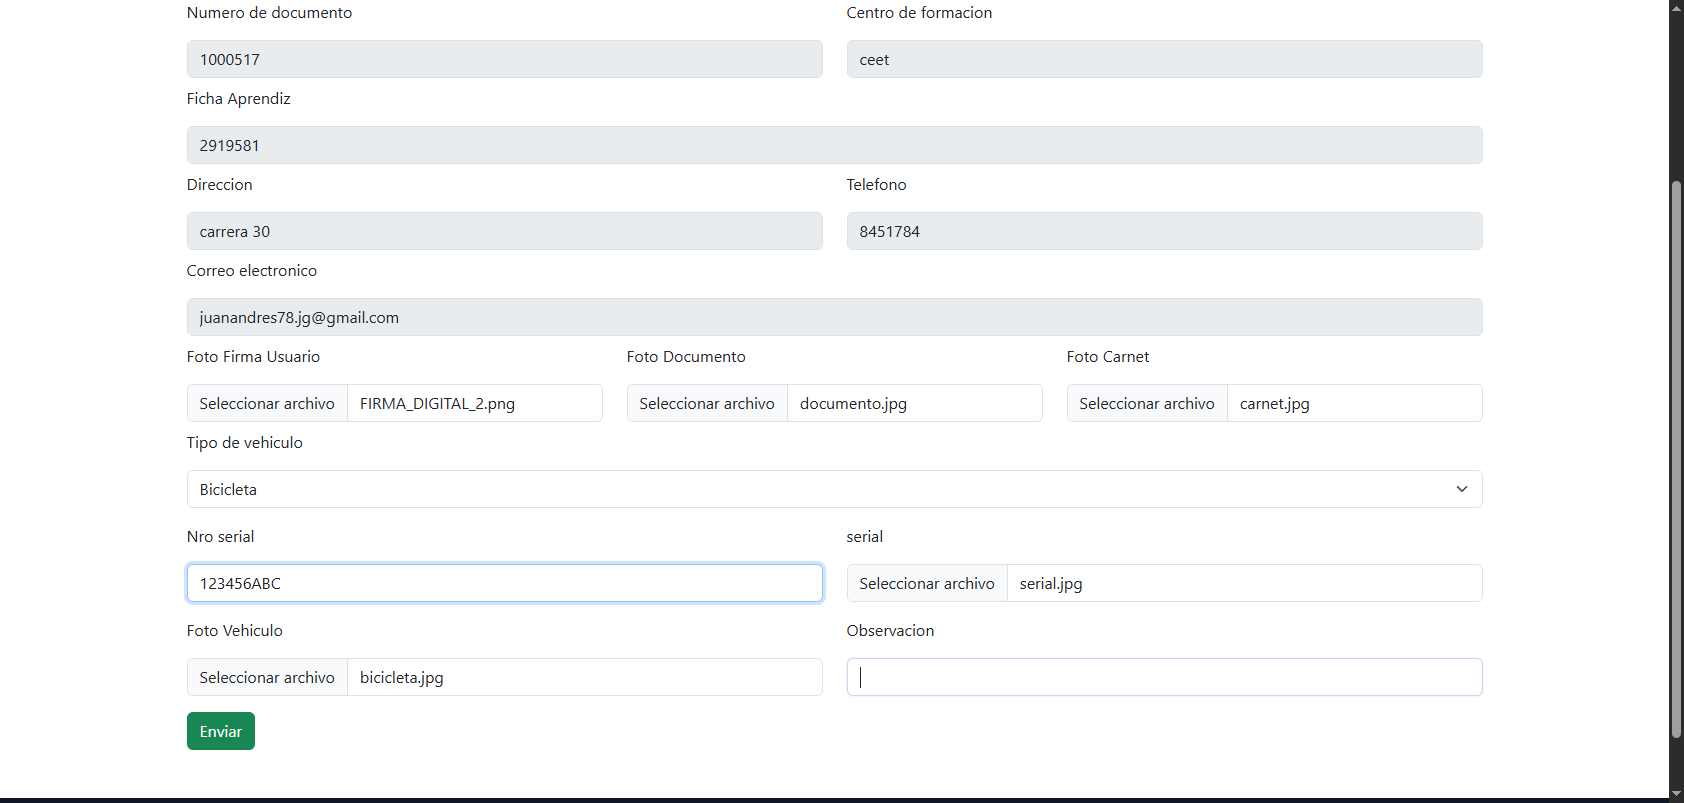 Numero de documento Centro de formacion
1000517 ceet
Ficha Aprendiz
2919581
Direccion Telefono
carrera 30 8451784
Correo electronico
juanandres78.jg@gmail.com
Foto Firma Usuario Foto Documento Foto Carnet
Seleccionar archivo FIRMA_DIGITAL_2.png Seleccionar archivo documento.jpg Seleccionar archivo carnet.jpg
Tipo de vehiculo
Bicicleta
Nro serial serial
123456ABC Seleccionar archivo serial.jpg
Foto Vehiculo Observacion
Seleccionar archivo bicicleta.jpg
Enviar